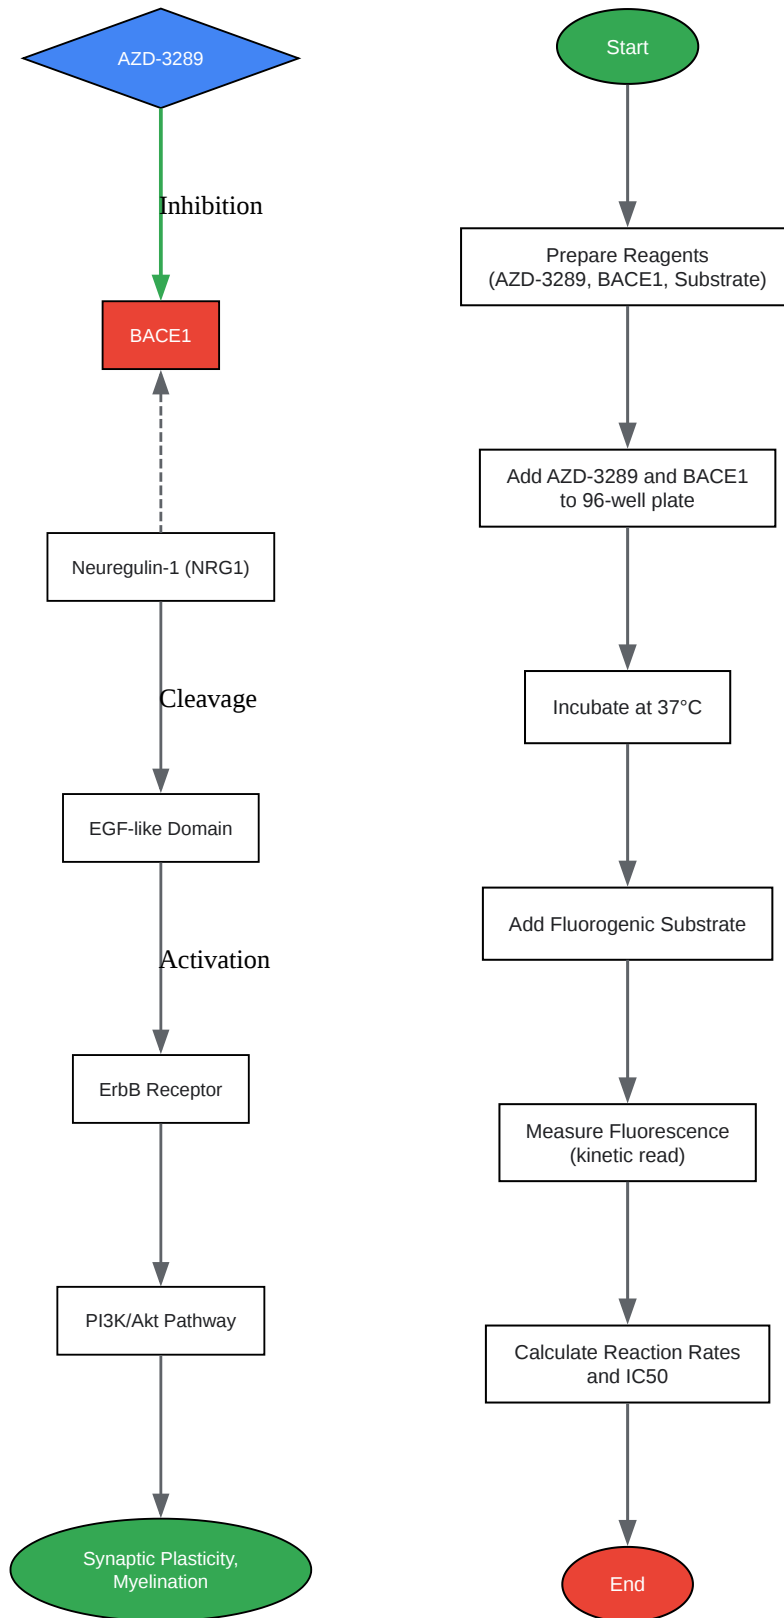 AZD-3289
Inhibition
BACE1
Neuregulin-1 (NRG1)
Cleavage
EGF-like Domain
Activation
ErbB Receptor
PI3K/Akt Pathway
Synaptic Plasticity,
Myelination
Start
Prepare Reagents
(AZD-3289, BACE1, Substrate)
Add AZD-3289 and BACE1
to 96-well plate
Incubate at 37°C
Add Fluorogenic Substrate
Measure Fluorescence
(kinetic read)
Calculate Reaction Rates
and IC50
End